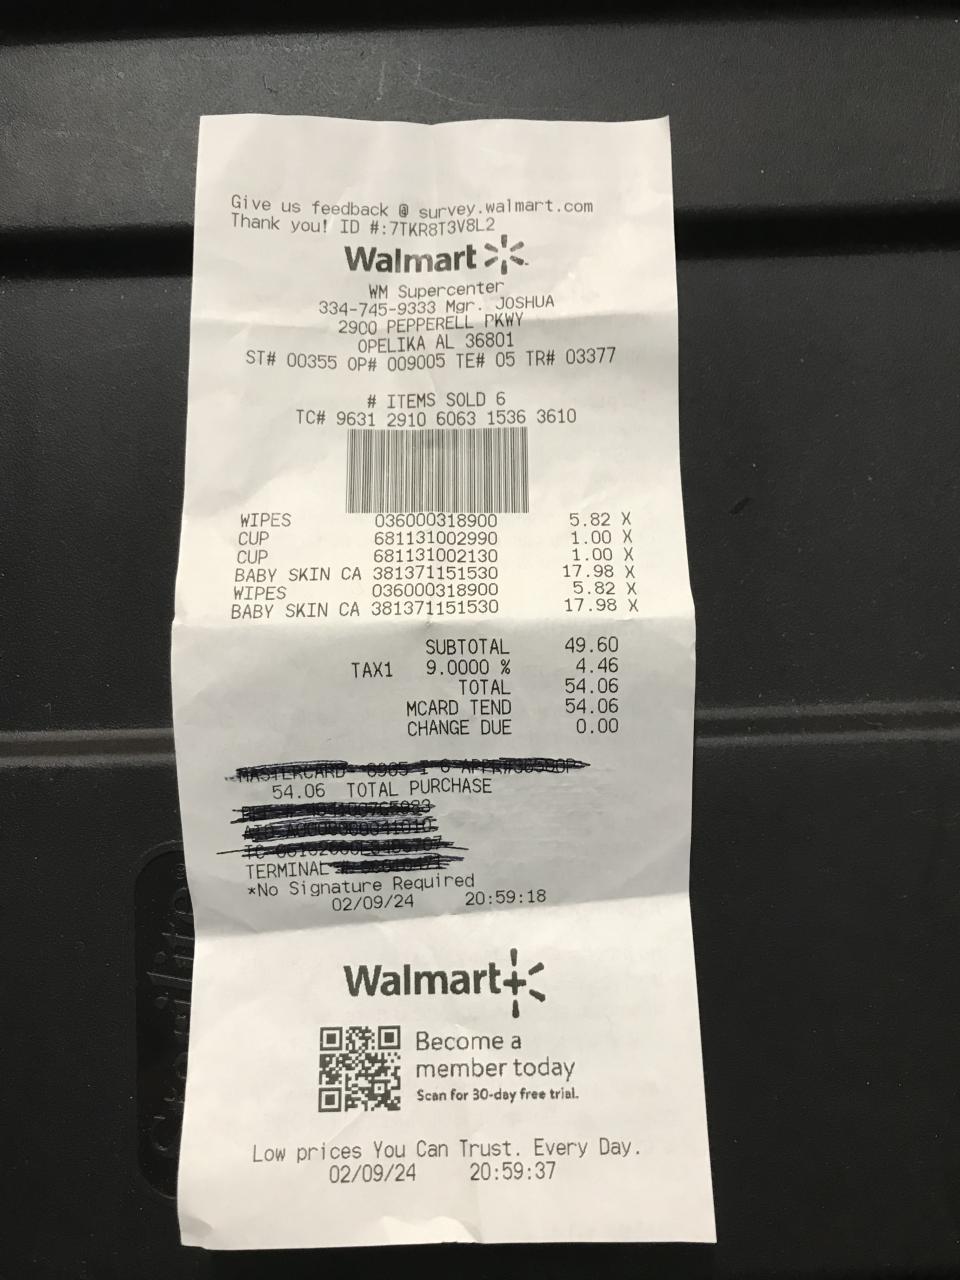 Give us feedback @ survey.walmart.com
Thank you! ID #:7TKR8T3V8L2
Walmart
WM Supercenter
334-745-9333 Mgr. JOSHUA
2900 PEPPERELL PKWY
OPELIKA AL 36801
ST# 00355 OP# 009005 TE# 05 TR# 03377
# ITEMS SOLD 6
TC# 9631 2910 6063 1536 3610
WIPES 036000318900 5.82 X
CUP 681131002990 1.00 X
CUP 681131002130 1.00 X
BABY SKIN CA 381371151530 17.98 X
WIPES 036000318900 5.82 X
BABY SKIN CA 381371151530 17.98 X
SUBTOTAL 49.60
TAX1 9.0000 % 4.46
TOTAL 54.06
MCARD TEND 54.06
CHANGE DUE 0.00
MASTERCARD
54.06 TOTAL PURCHASE
TERMINAL
*No Signature Required
02/09/24 20:59:18
Walmart+
Become a
member today
Scan for 30-day free trial.
Low prices You Can Trust. Every Day.
02/09/24 20:59:37